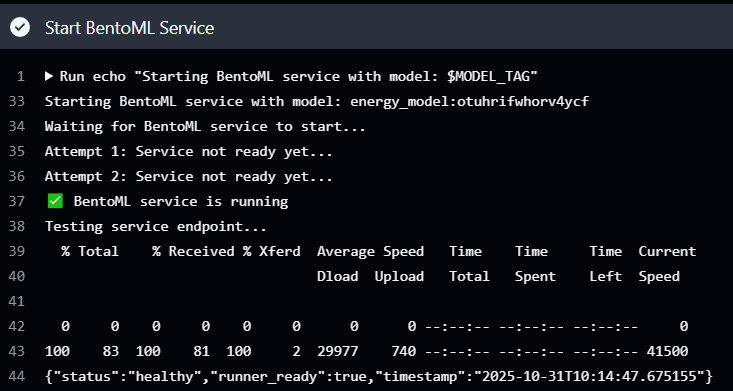 Start BentoML Service
1 ▶ Run echo "Starting BentoML service with model: $MODEL_TAG"
33 Starting BentoML service with model: energy_model:otuhrifwhorv4ycf
34 Waiting for BentoML service to start...
35 Attempt 1: Service not ready yet...
36 Attempt 2: Service not ready yet...
37 ✅ BentoML service is running
38 Testing service endpoint...
39   % Total    % Received % Xferd  Average Speed   Time    Time     Time  Current
40                                  Dload  Upload   Total   Spent    Left  Speed
41
42   0     0    0     0    0     0      0      0 --:--:-- --:--:-- --:--:--     0
43 100    83  100    81  100     2  29977    740 --:--:-- --:--:-- --:--:-- 41500
44 {"status":"healthy","runner_ready":true,"timestamp":"2025-10-31T10:14:47.675155"}